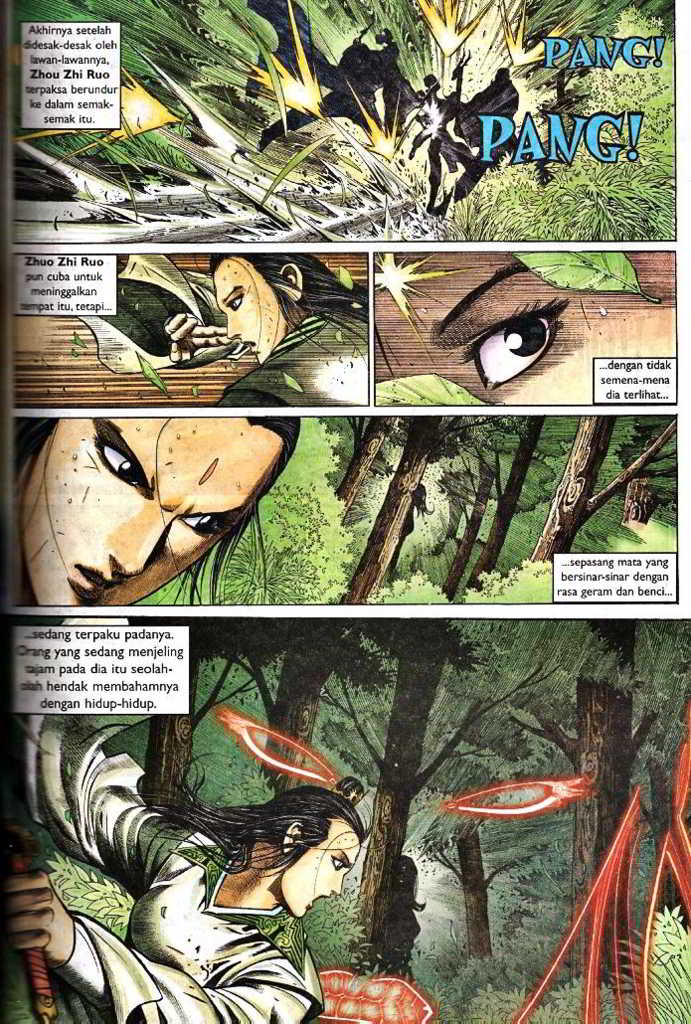 Akhirnya setelah
didesak-desak oleh
lawan-lawannya,
Zhou Zhi Ruo
terpaksa berundur
ke dalam semak-
semak itu.
PANG!
PANG!
Zhuo Zhi Ruo
pun cuba untuk
meninggalkan
tempat itu, tetapi...
...dengan tidak
semena-mena
dia terlihat...
...sepasang mata yang
bersinar-sinar dengan
rasa geram dan benci...
...sedang terpaku padanya.
Orang yang sedang menjeling
tajam pada dia itu seolah-
olah hendak membahamnya
dengan hidup-hidup.